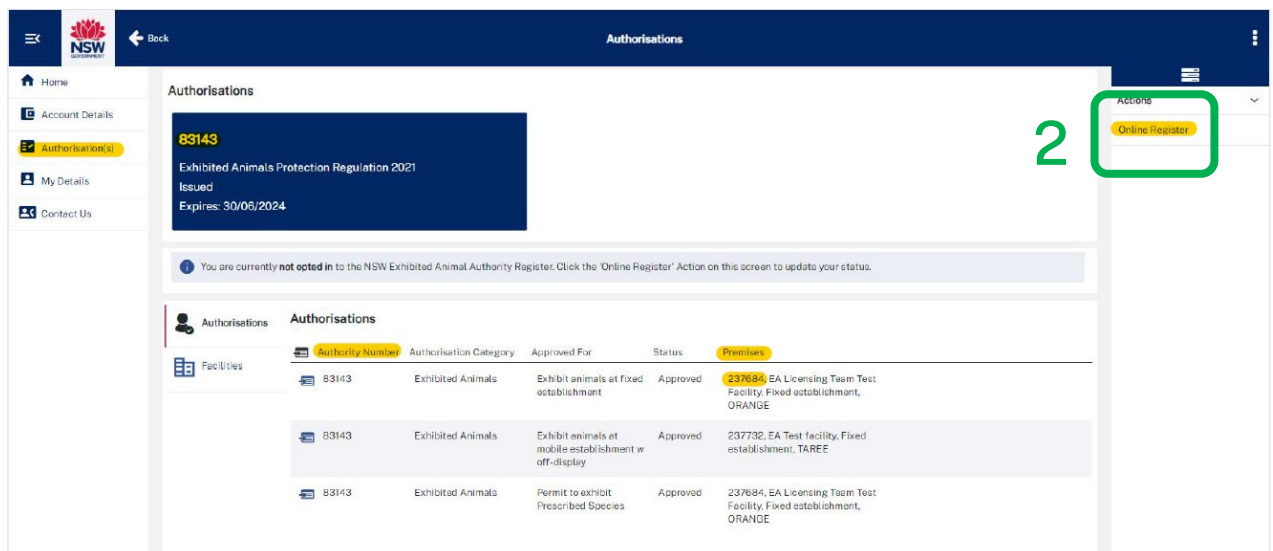 NSW
GOVERNMENT
Back
Authorisations
Home
Account Details
Authorisation(s)
My Details
Contact Us
Authorisations
83143
Exhibited Animals Protection Regulation 2021
Issued
Expires: 30/06/2024
You are currently not opted in to the NSW Exhibited Animal Authority Register. Click the 'Online Register' Action on this screen to update your status.
Authorisations
Facilities
Authorisations
Authority Number Authorisation Category Approved For Status Premises
83143 Exhibited Animals Exhibit animals at fixed Approved 237684, EA Licensing Team Test
establishment Facility, Fixed establishment,
ORANGE
83143 Exhibited Animals Exhibit animals at Approved 237732, EA Test facility, Fixed
mobile establishment w establishment, TAREE
off-display
83143 Exhibited Animals Permit to exhibit Approved 237684, EA Licensing Team Test
Prescribed Species Facility, Fixed establishment,
ORANGE
Actions
2
Online Register